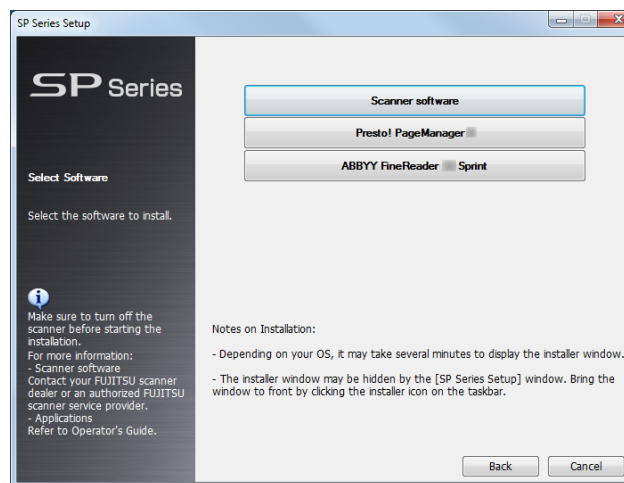 SP Series Setup
SP Series
Select Software
Select the software to install.
Make sure to turn off the
scanner before starting the
installation.
For more information:
- Scanner software
Contact your FUJITSU scanner
dealer or an authorized FUJITSU
scanner service provider.
- Applications
Refer to Operator's Guide.
Scanner software
Presto! PageManager
ABBYY FineReader Sprint
Notes on Installation:
- Depending on your OS, it may take several minutes to display the installer window.
- The installer window may be hidden by the [SP Series Setup] window. Bring the
window to front by clicking the installer icon on the taskbar.
Back
Cancel